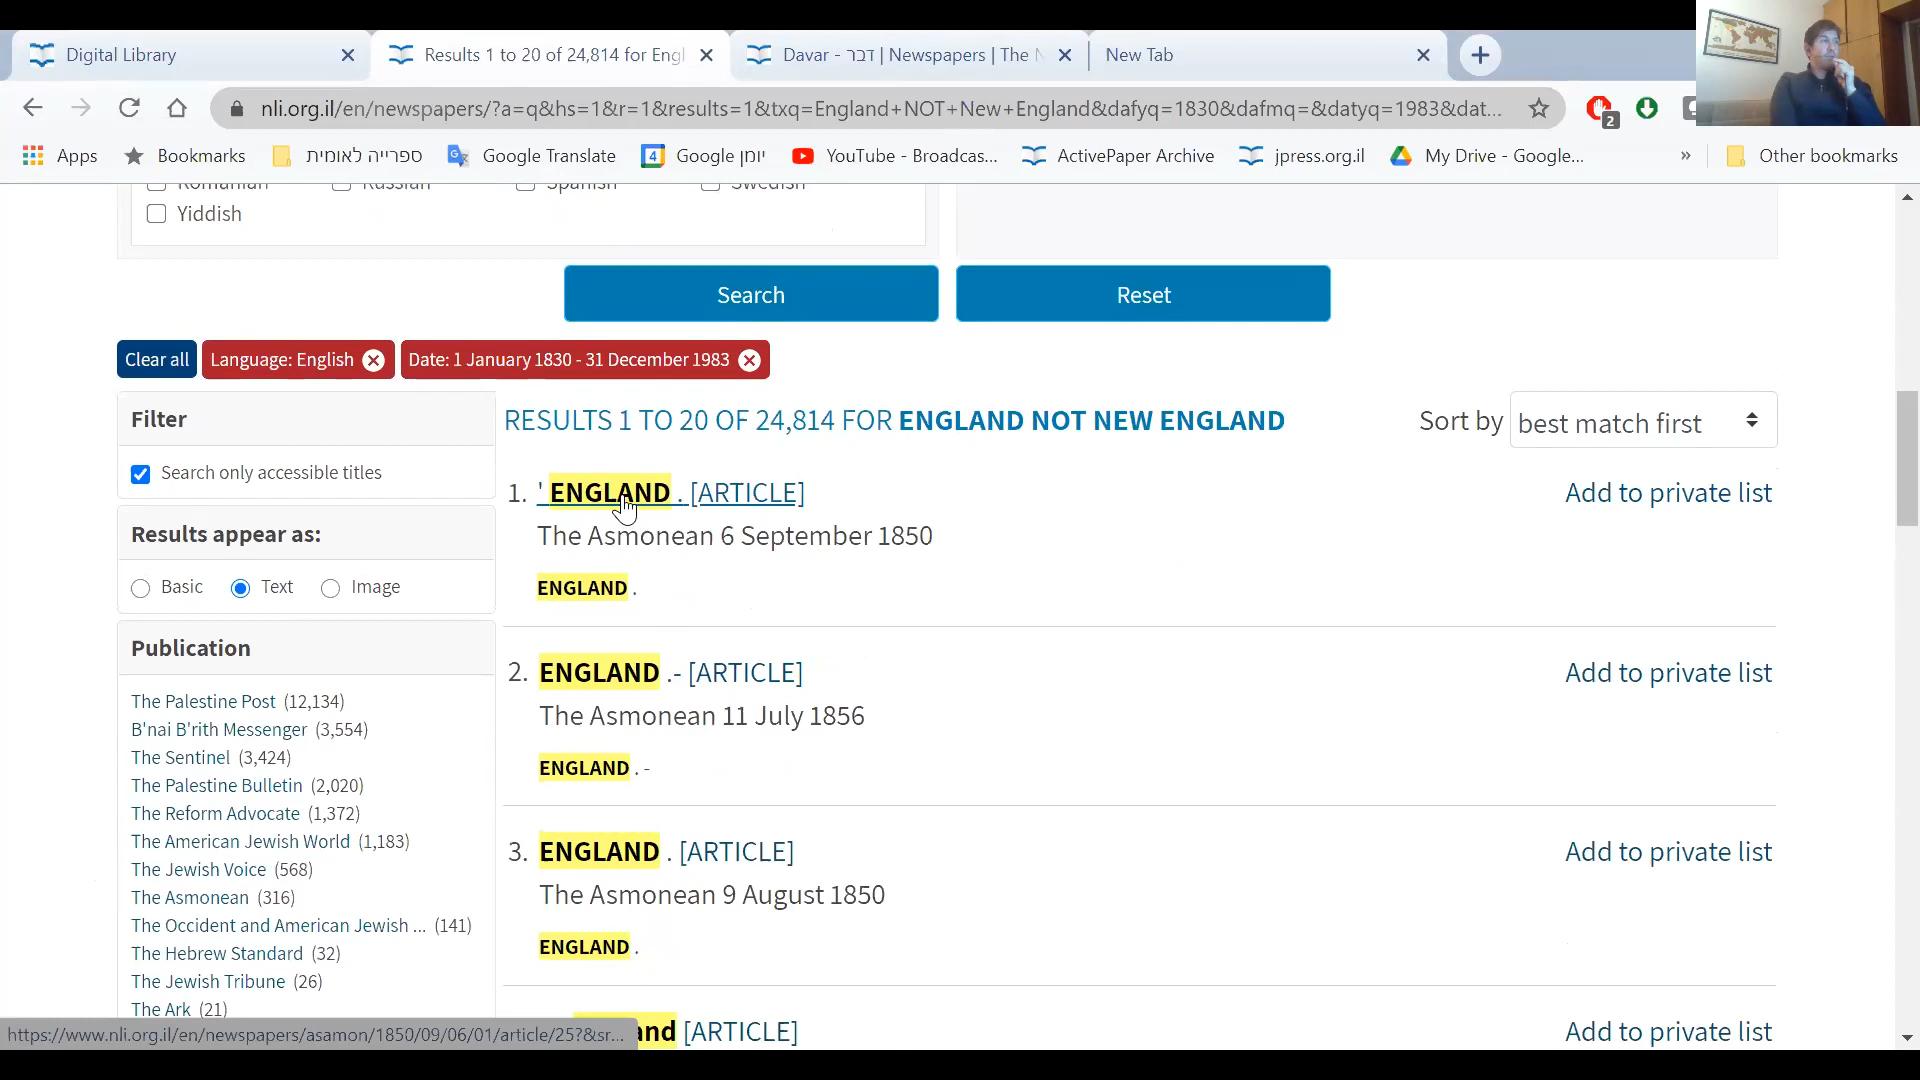 Digital Library
Results 1 to 20 of 24,814 for Engl
Davar - דבר | Newspapers | The N
New Tab
nli.org.il/en/newspapers/?a=q&hs=1&r=1&results=1&txq=England+NOT+New+England&dafyq=1830&dafmq=&datyq=1983&dat...
2
Apps
Bookmarks
ספרייה לאומית
Google Translate
4
יומן Google
YouTube - Broadcas...
ActivePaper Archive
jpress.org.il
My Drive - Google...
»
Other bookmarks
Romanian
Russian
Spanish
Swedish
Yiddish
Search
Reset
Clear all
Language: English
Date: 1 January 1830 - 31 December 1983
Filter
Search only accessible titles
Results appear as:
Basic
Text
Image
Publication
The Palestine Post (12,134)
B'nai B'rith Messenger (3,554)
The Sentinel (3,424)
The Palestine Bulletin (2,020)
The Reform Advocate (1,372)
The American Jewish World (1,183)
The Jewish Voice (568)
The Asmonean (316)
The Occident and American Jewish ... (141)
The Hebrew Standard (32)
The Jewish Tribune (26)
The Ark (21)
RESULTS 1 TO 20 OF 24,814 FOR ENGLAND NOT NEW ENGLAND
Sort by
best match first
1. ' ENGLAND . [ARTICLE]
Add to private list
The Asmonean 6 September 1850
ENGLAND .
2. ENGLAND .- [ARTICLE]
Add to private list
The Asmonean 11 July 1856
ENGLAND . -
3. ENGLAND . [ARTICLE]
Add to private list
The Asmonean 9 August 1850
ENGLAND .
and [ARTICLE]
Add to private list
https://www.nli.org.il/en/newspapers/asamon/1850/09/06/01/article/25?&sr...